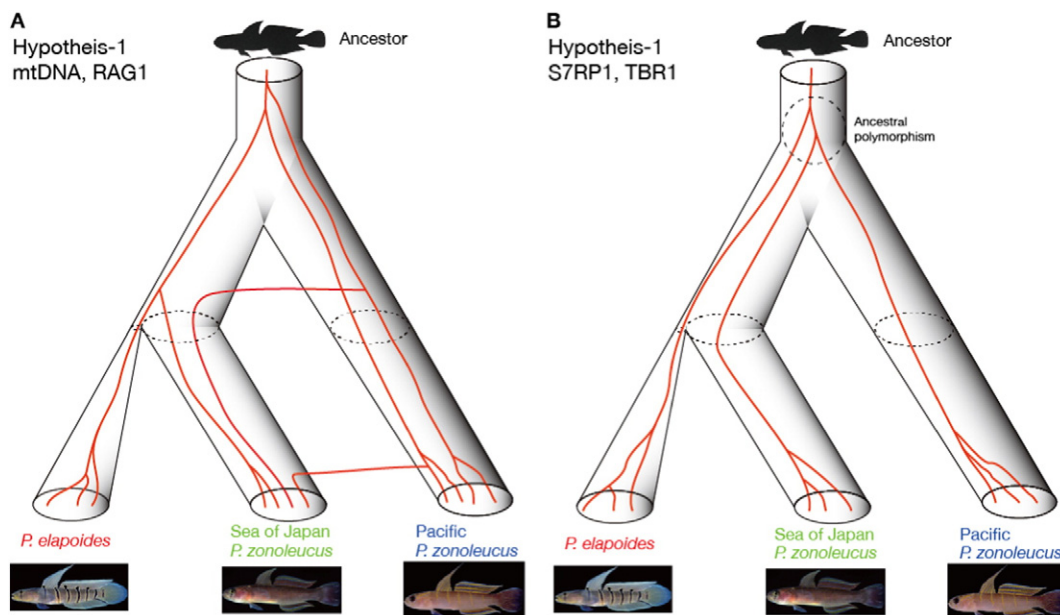 A
Hypotheis-1
mtDNA, RAG1
Ancestor
P. elapoides
Sea of Japan
P. zonoleucus
Pacific
P. zonoleucus
B
Hypotheis-1
S7RP1, TBR1
Ancestor
Ancestral
polymorphism
P. elapoides
Sea of Japan
P. zonoleucus
Pacific
P. zonoleucus